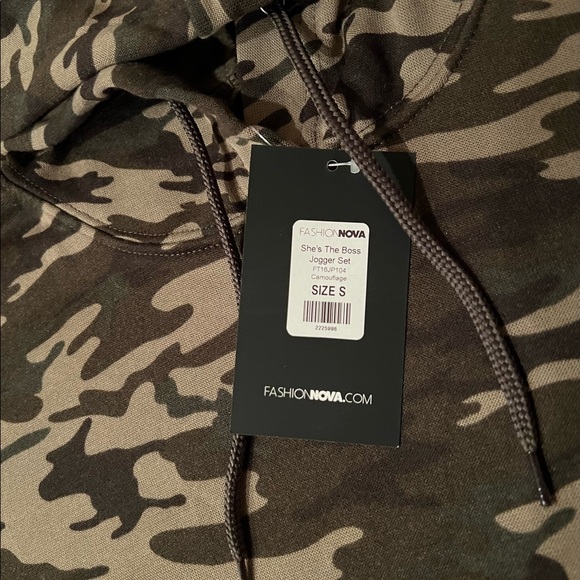 FASHIONNOVA
She's The Boss
Jogger Set
FT16JP104
Camouflage
SIZE S
2225006
FASHIONNOVA.COM